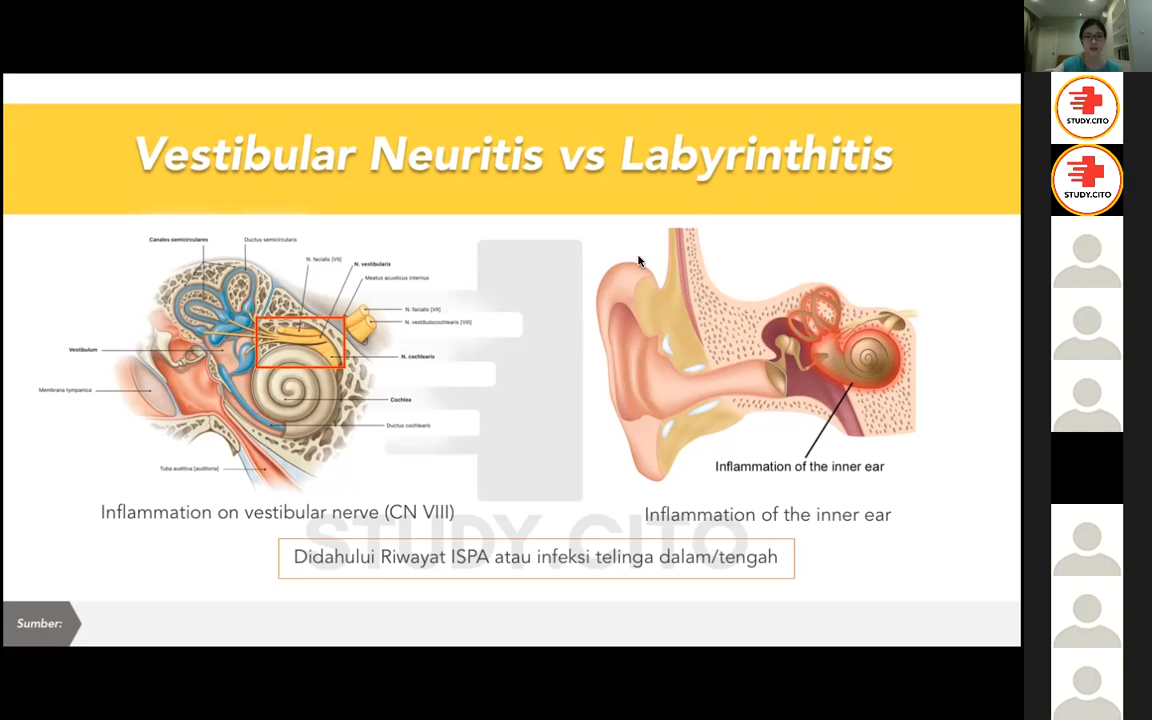 Vestibular Neuritis vs Labyrinthitis
STUDY.CITO
STUDY.CITO
Canales semicirculares
Ductus semicircularis
N. facialis [VII]
N. vestibularis
Meatus acusticus internus
N. facialis [VII]
N. vestibulocochlearis [VIII]
Vestibulum
N. cochlearis
Membrana tympanica
Cochlea
Ductus cochlearis
Tuba auditiva [auditoria]
Inflammation of the inner ear
Inflammation on vestibular nerve (CN VIII)
Inflammation of the inner ear
STUDY.CITO
Didahului Riwayat ISPA atau infeksi telinga dalam/tengah
Sumber: